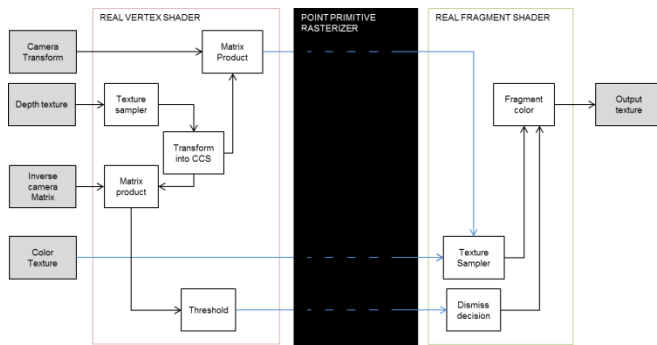 REAL VERTEX SHADER
POINT PRIMITIVE
RASTERIZER
REAL FRAGMENT SHADER
Camera
Transform
Matrix
Product
Depth texture
Texture
sampler
Fragment
color
Output
texture
Transform
into CCS
Inverse
camera
Matrix
Matrix
product
Color
Texture
Texture
Sampler
Threshold
Dismiss
decision